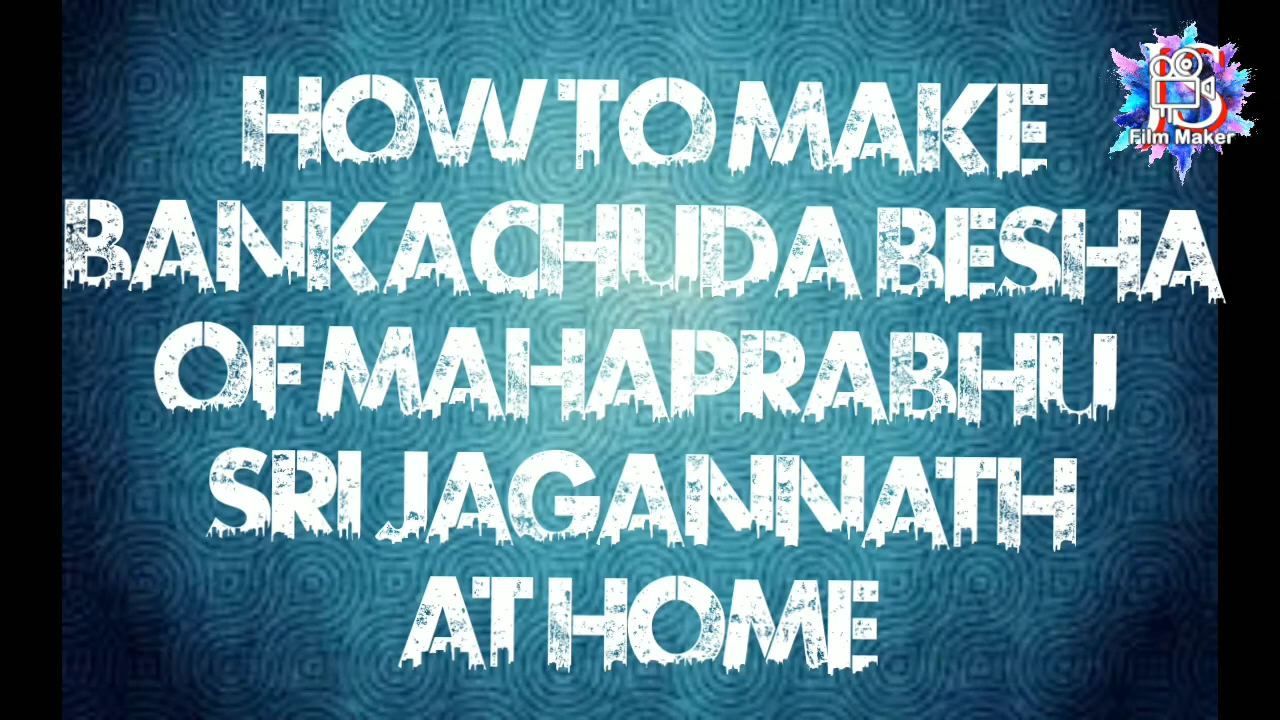 HOW TO MAKE
BANKACHUDA BESHA
OF MAHAPRABHU
SRI JAGANNATH
AT HOME
Film Maker